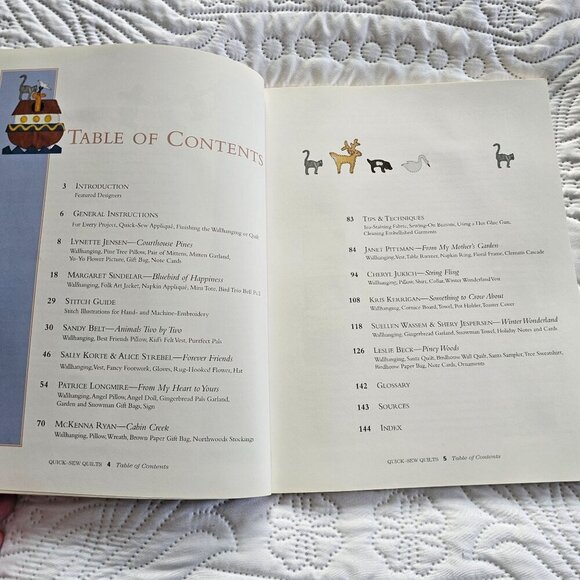 TABLE OF CONTENTS
3 INTRODUCTION
Featured Designers
6 GENERAL INSTRUCTIONS
For Every Project, Quick-Sew Appliqué, Finishing the Wallhanging or Quilt
8 LYNETTE JENSEN—Courthouse Pines
Wallhanging, Pine Tree Pillow, Pair of Mittens, Mitten Garland,
Yo-Yo Flower Picture, Gift Bag, Note Cards
18 MARGARET SINDELAR—Bluebird of Happiness
Wallhanging, Folk Art Jacket, Napkin Appliqué, Mini Tote, Bird Trio Bell Pull
29 STITCH GUIDE
Stitch Illustrations for Hand- and Machine-Embroidery
30 SANDY BELT—Animals Two by Two
Wallhanging, Best Friends Pillow, Kid's Felt Vest, Purrfect Pals
46 SALLY KORTE & ALICE STREBEL—Forever Friends
Wallhanging, Vest, Fancy Footwork, Gloves, Rug-Hooked Flower, Hat
54 PATRICE LONGMIRE—From My Heart to Yours
Wallhanging, Angel Pillow, Angel Doll, Gingerbread Pals Garland,
Garden and Snowman Gift Bags, Sign
70 MCKENNA RYAN—Cabin Creek
Wallhanging, Pillow, Wreath, Brown Paper Gift Bag, Northwoods Stockings
QUICK-SEW QUILTS 4 Table of Contents
83 TIPS & TECHNIQUES
Tea-Staining Fabric, Sewing-On Buttons, Using a Hot Glue Gun,
Cleaning Embellished Garments
84 JANET PITTMAN—From My Mother's Garden
Wallhanging, Vest, Table Runner, Napkin Ring, Floral Frame, Clematis Cascade
94 CHERYL JUKICH—String Fling
Wallhanging, Pillow, Shirt, Collar, Winter Wonderland Vest
108 KRIS KERRIGAN—Something to Crow About
Wallhanging, Cornice Board, Towel, Pot Holder, Toaster Cover
118 SUELLEN WASSEM & SHERY JESPERSEN—Winter Wonderland
Wallhanging, Stocking, Ornaments, Snowman Towel, Holiday Notes and Cards
126 LESLIE BECK—Piney Woods
Wallhanging, Santa Quilt, Birdhouse Wall Quilt, Santa Sampler, Tree Sweatshirt,
Birdhouse Paper Bag, Note Cards, Ornaments
142 GLOSSARY
143 SOURCES
144 INDEX
QUICK-SEW QUILTS 5 Table of Contents